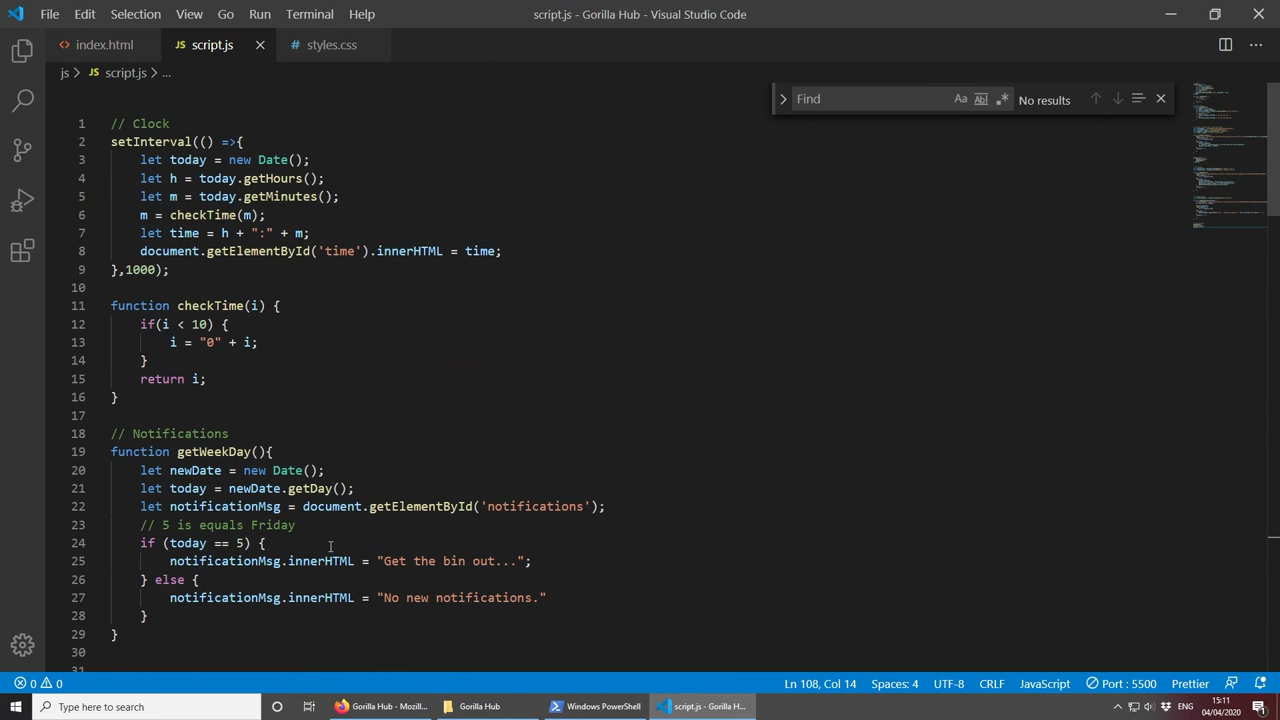 File Edit Selection View Go Run Terminal Help script.js - Gorilla Hub - Visual Studio Code
index.html JS script.js # styles.css
js > JS script.js > ...
Find Aa Abl No results
1 // Clock
2 setInterval(() =>{
3 let today = new Date();
4 let h = today.getHours();
5 let m = today.getMinutes();
6 m = checkTime(m);
7 let time = h + ":" + m;
8 document.getElementById('time').innerHTML = time;
9 },1000);
10
11 function checkTime(i) {
12 if(i < 10) {
13 i = "0" + i;
14 }
15 return i;
16 }
17
18 // Notifications
19 function getWeekDay(){
20 let newDate = new Date();
21 let today = newDate.getDay();
22 let notificationMsg = document.getElementById('notifications');
23 // 5 is equals Friday
24 if (today == 5) {
25 notificationMsg.innerHTML = "Get the bin out...";
26 } else {
27 notificationMsg.innerHTML = "No new notifications."
28 }
29 }
30
31
0 0 Ln 108, Col 14 Spaces: 4 UTF-8 CRLF JavaScript Port : 5500 Prettier
Type here to search Gorilla Hub - Mozill... Gorilla Hub Windows PowerShell script.js - Gorilla H... ENG 15:11
04/04/2020